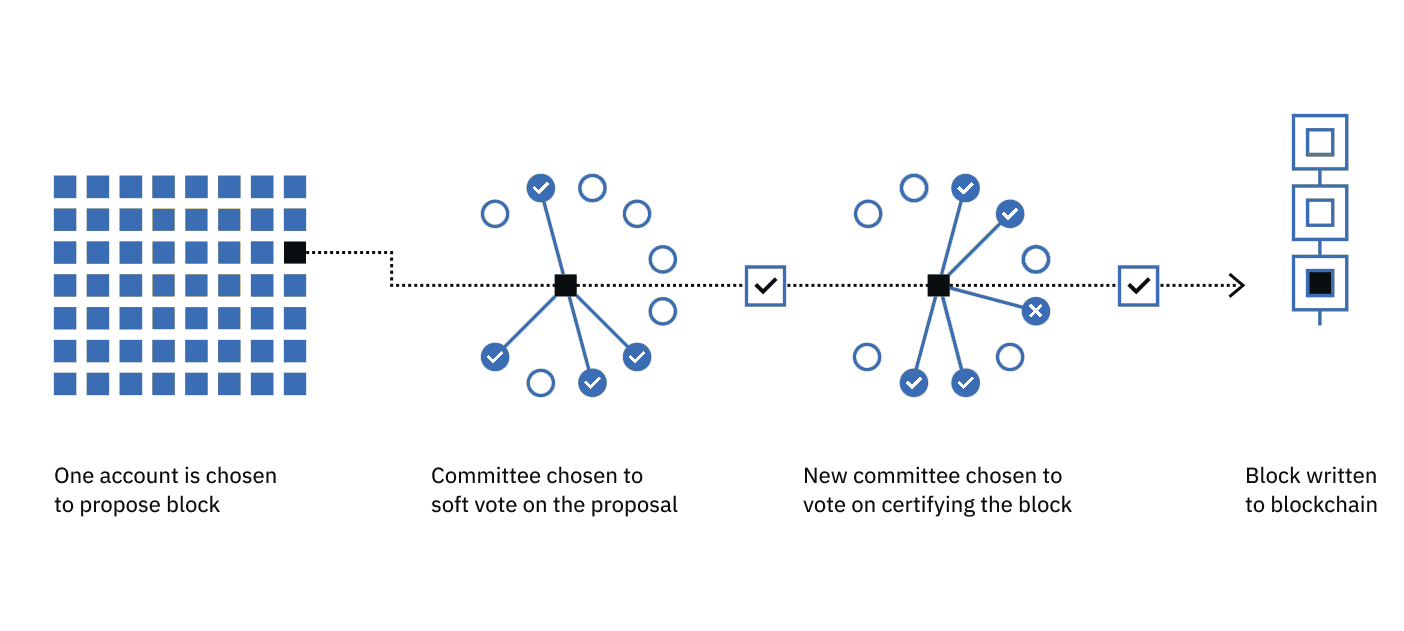 One account is chosen
to propose block
Committee chosen to
soft vote on the proposal
New committee chosen to
vote on certifying the block
Block written
to blockchain